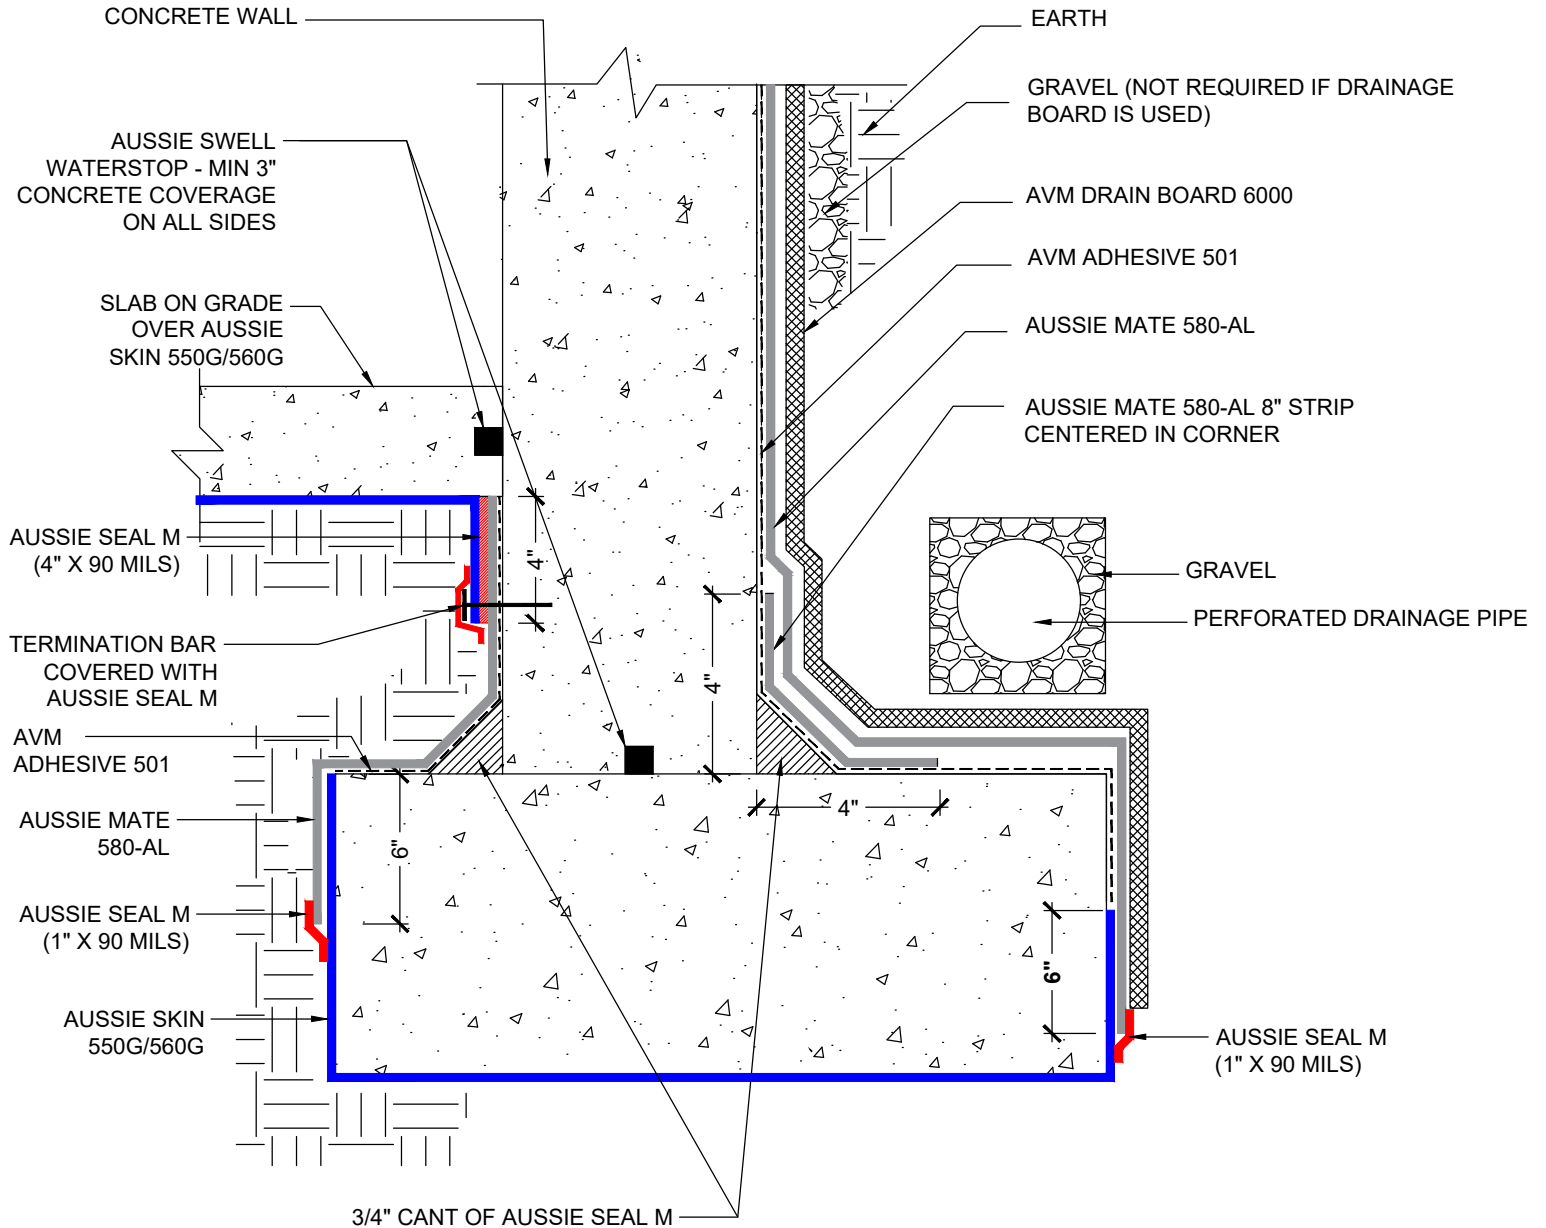 CONCRETE WALL
AUSSIE SWELL
WATERSTOP - MIN 3"
CONCRETE COVERAGE
ON ALL SIDES
SLAB ON GRADE
OVER AUSSIE
SKIN 550G/560G
AUSSIE SEAL M
(4" X 90 MILS)
TERMINATION BAR
COVERED WITH
AUSSIE SEAL M
AVM
ADHESIVE 501
AUSSIE MATE
580-AL
AUSSIE SEAL M
(1" X 90 MILS)
AUSSIE SKIN
550G/560G
4"
4"
4"
6"
6"
EARTH
GRAVEL (NOT REQUIRED IF DRAINAGE
BOARD IS USED)
AVM DRAIN BOARD 6000
AVM ADHESIVE 501
AUSSIE MATE 580-AL
AUSSIE MATE 580-AL 8" STRIP
CENTERED IN CORNER
GRAVEL
PERFORATED DRAINAGE PIPE
AUSSIE SEAL M
(1" X 90 MILS)
3/4" CANT OF AUSSIE SEAL M